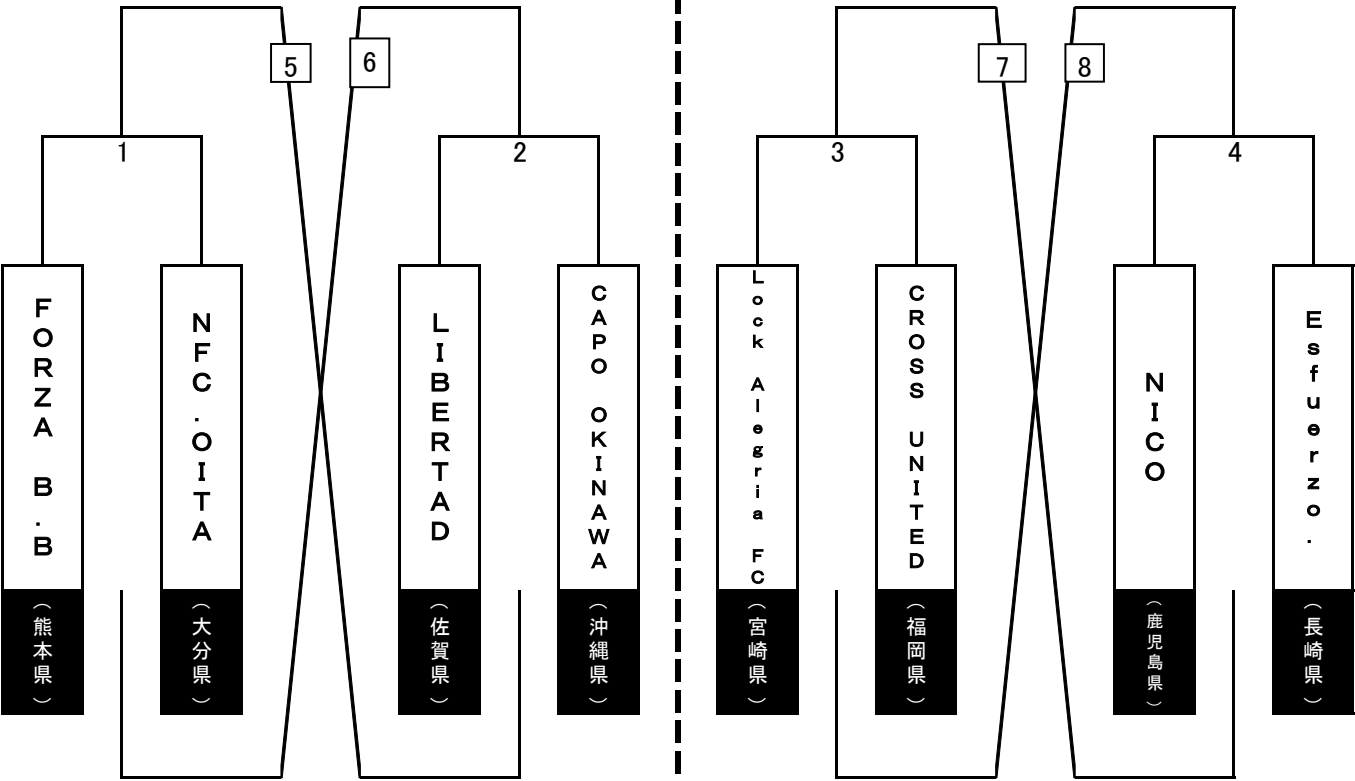 5
6
7
8
1
2
3
4
FORZA B.B
(熊本県)
NFC.OITA
(大分県)
LIBERTAD
(佐賀県)
CAPO OKINAWA
(沖縄県)
Lock Alegria FC
(宮崎県)
CROSS UNITED
(福岡県)
NICO
(鹿児島県)
Esfuerzo.
(長崎県)